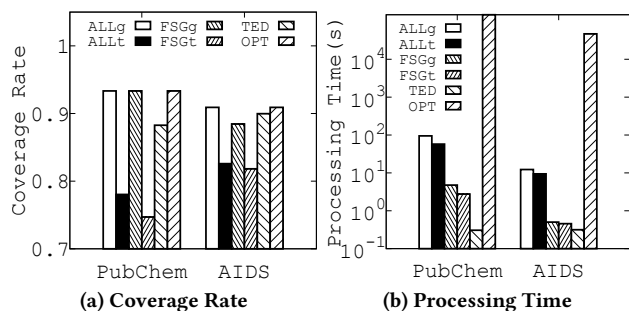 ALLg FSGg TED
ALLt FSGt OPT
Coverage Rate
1
0.9
0.8
0.7
PubChem AIDS
(a) Coverage Rate
ALLg
ALLt
FSGg
FSGt
TED
OPT
Processing Time(s)
10^4
10^3
10^2
10^1
10^0
10^-1
PubChem AIDS
(b) Processing Time